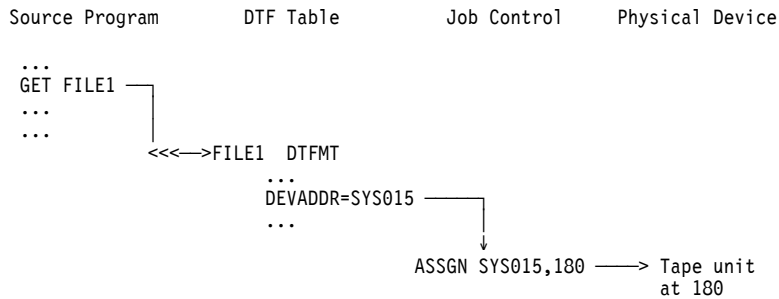 Source Program DTF Table Job Control Physical Device
...
GET FILE1
...
...
<<<—>FILE1 DTFMT
...
DEVADDR=SYS015
...
ASSGN SYS015,180 ——> Tape unit
at 180